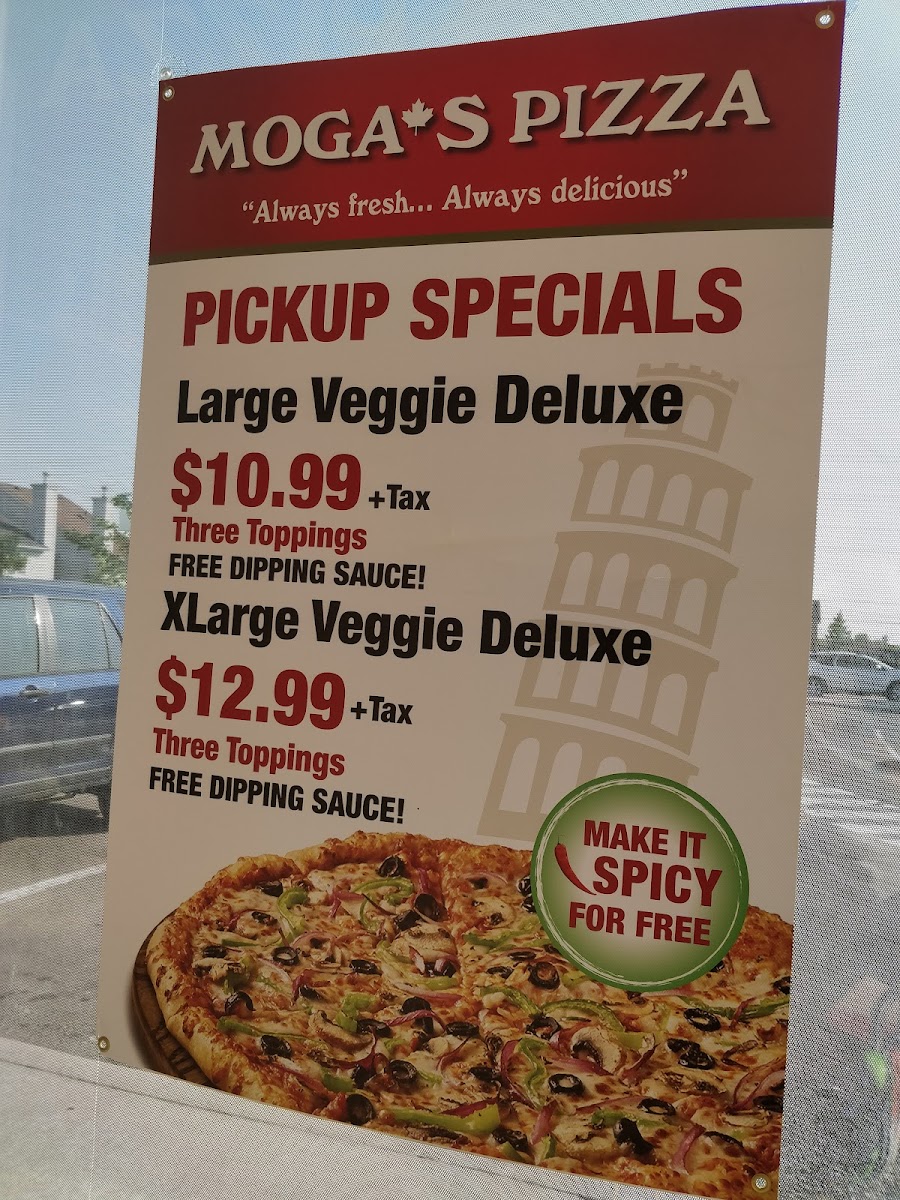 MOGA'S PIZZA
"Always fresh... Always delicious"
PICKUP SPECIALS
Large Veggie Deluxe
$10.99 +Tax
Three Toppings
FREE DIPPING SAUCE!
XLarge Veggie Deluxe
$12.99 +Tax
Three Toppings
FREE DIPPING SAUCE!
MAKE IT
SPICY
FOR FREE